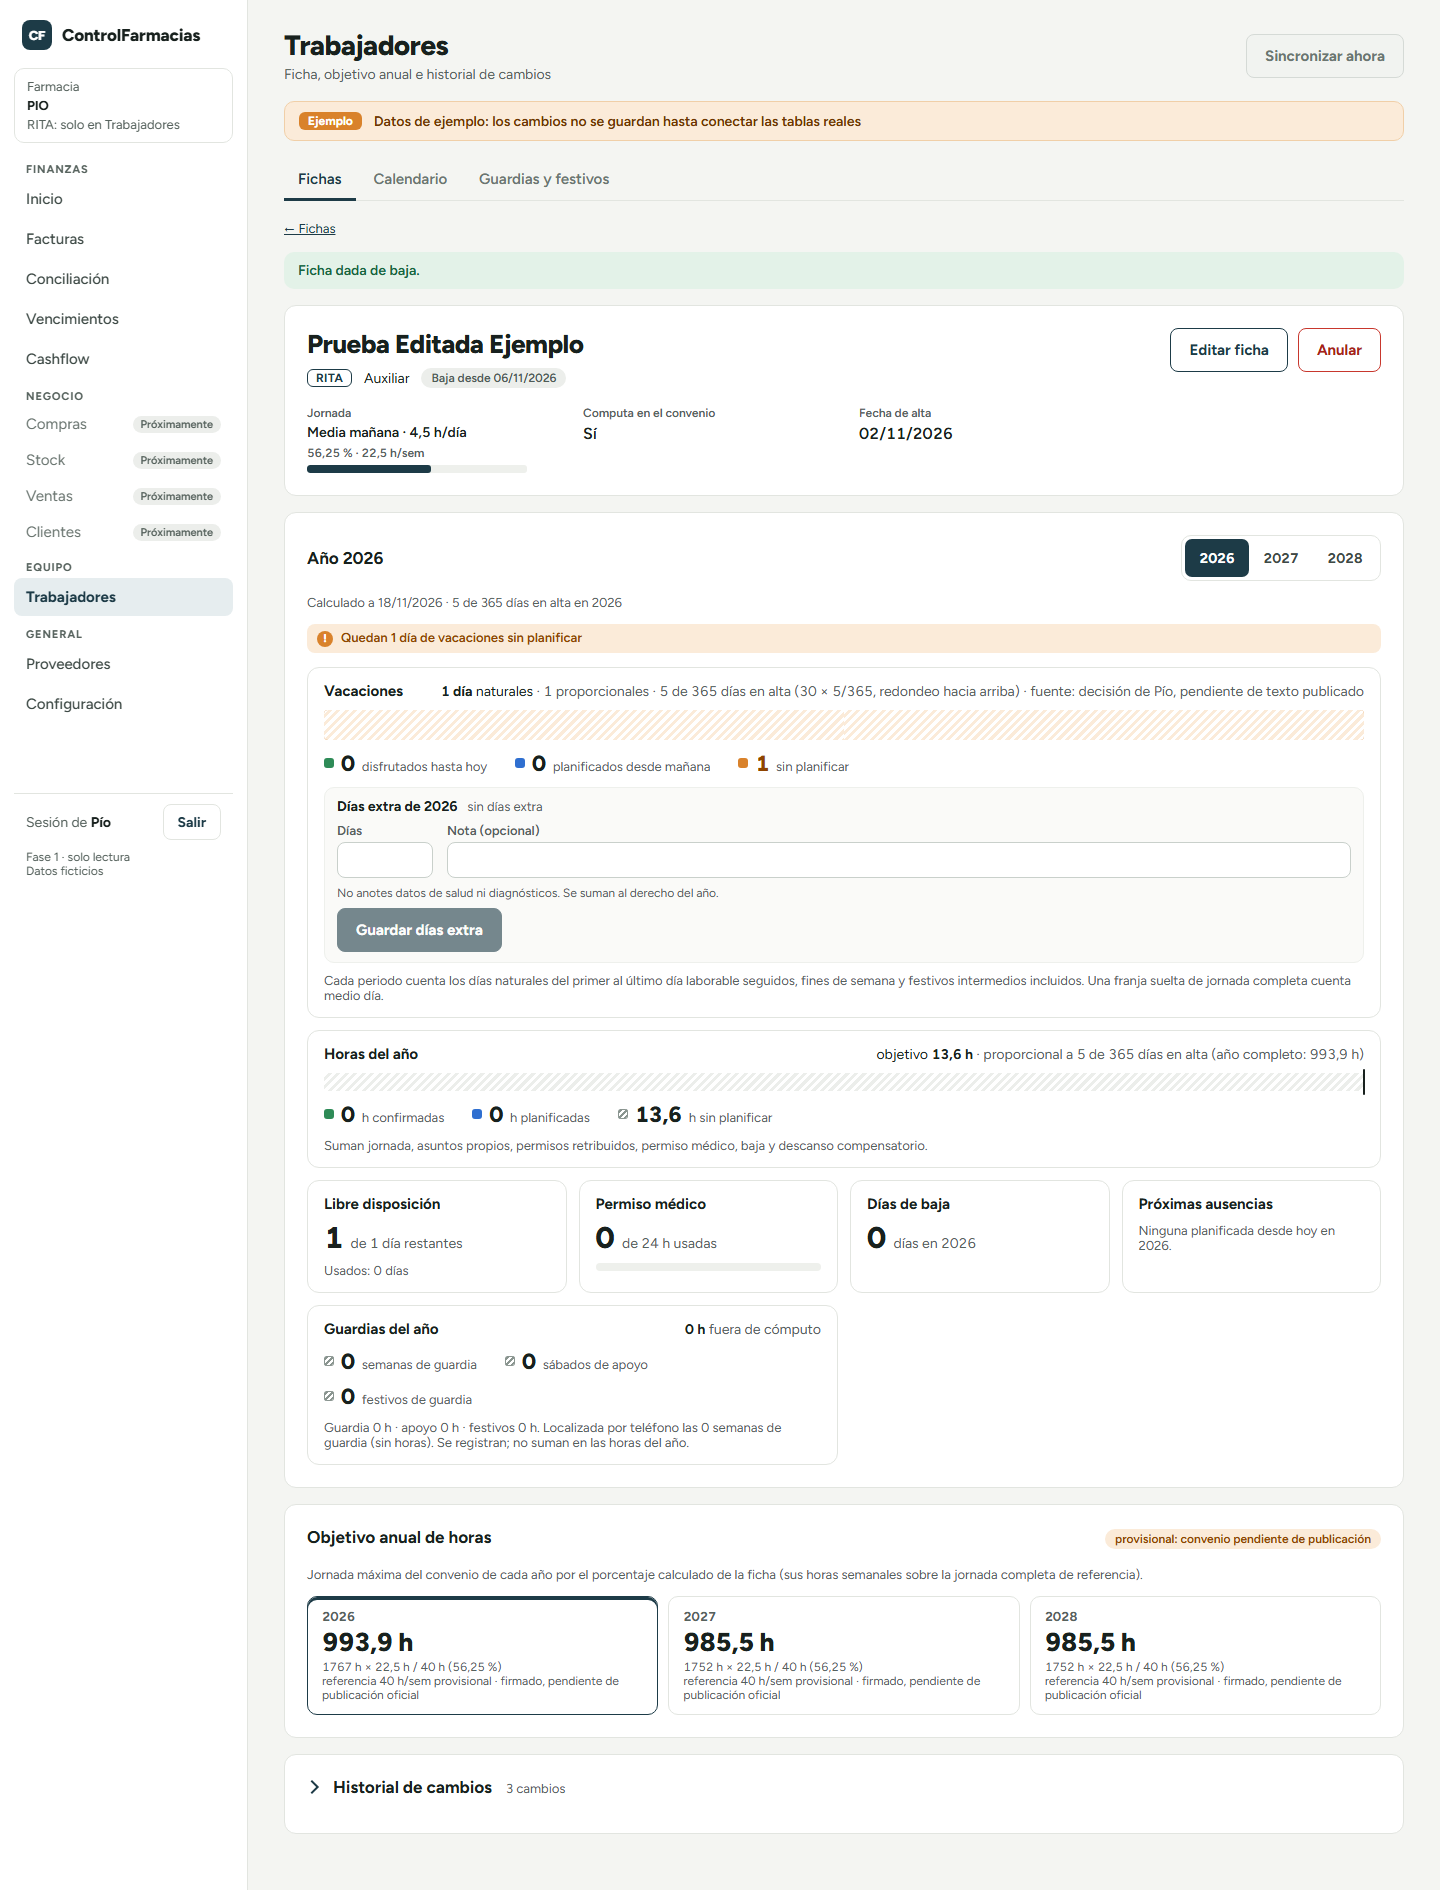 CF ControlFarmacias
Farmacia
PIO
RITA: solo en Trabajadores
FINANZAS
Inicio
Facturas
Conciliación
Vencimientos
Cashflow
NEGOCIO
Compras Próximamente
Stock Próximamente
Ventas Próximamente
Clientes Próximamente
EQUIPO
Trabajadores
GENERAL
Proveedores
Configuración
Sesión de Pío Salir
Fase 1 · solo lectura
Datos ficticios
Trabajadores
Ficha, objetivo anual e historial de cambios
Sincronizar ahora
Ejemplo Datos de ejemplo: los cambios no se guardan hasta conectar las tablas reales
Fichas Calendario Guardias y festivos
← Fichas
Ficha dada de baja.
Prueba Editada Ejemplo
Editar ficha Anular
RITA Auxiliar Baja desde 06/11/2026
Jornada
Media mañana · 4,5 h/día
56,25 % · 22,5 h/sem
Computa en el convenio
Sí
Fecha de alta
02/11/2026
Año 2026
2026 2027 2028
Calculado a 18/11/2026 · 5 de 365 días en alta en 2026
! Quedan 1 día de vacaciones sin planificar
Vacaciones 1 día naturales · 1 proporcionales · 5 de 365 días en alta (30 × 5/365, redondeo hacia arriba) · fuente: decisión de Pío, pendiente de texto publicado
0 disfrutados hasta hoy 0 planificados desde mañana 1 sin planificar
Días extra de 2026 sin días extra
Días Nota (opcional)
No anotes datos de salud ni diagnósticos. Se suman al derecho del año.
Guardar días extra
Cada periodo cuenta los días naturales del primer al último día laborable seguidos, fines de semana y festivos intermedios incluidos. Una franja suelta de jornada completa cuenta
medio día.
Horas del año objetivo 13,6 h · proporcional a 5 de 365 días en alta (año completo: 993,9 h)
0 h confirmadas 0 h planificadas 13,6 h sin planificar
Suman jornada, asuntos propios, permisos retribuidos, permiso médico, baja y descanso compensatorio.
Libre disposición
1 de 1 día restantes
Usados: 0 días
Permiso médico
0 de 24 h usadas
Días de baja
0 días en 2026
Próximas ausencias
Ninguna planificada desde hoy en
2026.
Guardias del año 0 h fuera de cómputo
0 semanas de guardia 0 sábados de apoyo
0 festivos de guardia
Guardia 0 h · apoyo 0 h · festivos 0 h. Localizada por teléfono las 0 semanas de
guardia (sin horas). Se registran; no suman en las horas del año.
Objetivo anual de horas provisional: convenio pendiente de publicación
Jornada máxima del convenio de cada año por el porcentaje calculado de la ficha (sus horas semanales sobre la jornada completa de referencia).
2026
993,9 h
1767 h × 22,5 h / 40 h (56,25 %)
referencia 40 h/sem provisional · firmado, pendiente de
publicación oficial
2027
985,5 h
1752 h × 22,5 h / 40 h (56,25 %)
referencia 40 h/sem provisional · firmado, pendiente de
publicación oficial
2028
985,5 h
1752 h × 22,5 h / 40 h (56,25 %)
referencia 40 h/sem provisional · firmado, pendiente de
publicación oficial
Historial de cambios 3 cambios